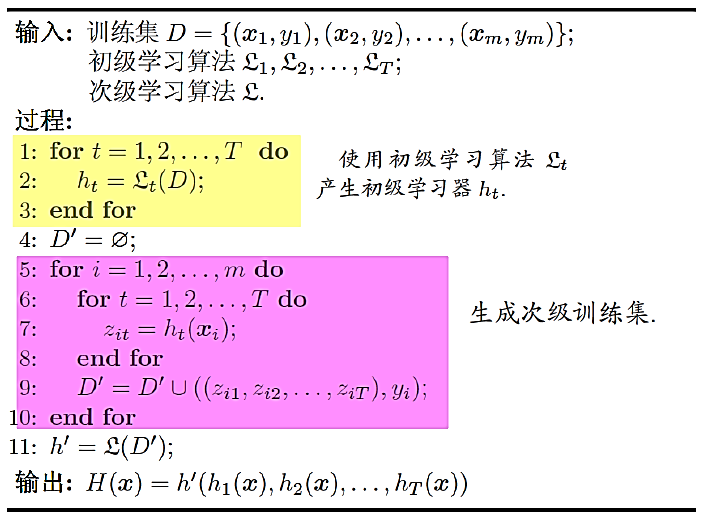 输入: 训练集 D = {(x₁, y₁), (x₂, y₂), . . . , (xₘ, yₘ)};
初级学习算法 𝔏₁, 𝔏₂, . . . , 𝔏_T;
次级学习算法 𝔏.
过程:
1: for t = 1, 2, . . . , T do
使用初级学习算法 𝔏ₜ
2: hₜ = 𝔏ₜ(D);
产生初级学习器 hₜ.
3: end for
4: D′ = ∅;
5: for i = 1, 2, . . . , m do
6: for t = 1, 2, . . . , T do
生成次级训练集.
7: zᵢₜ = hₜ(xᵢ);
8: end for
9: D′ = D′ ∪ ((zᵢ₁, zᵢ₂, . . . , z_{iT}), yᵢ);
10: end for
11: h′ = 𝔏(D′);
输出: H(x) = h′(h₁(x), h₂(x), . . . , h_T(x))